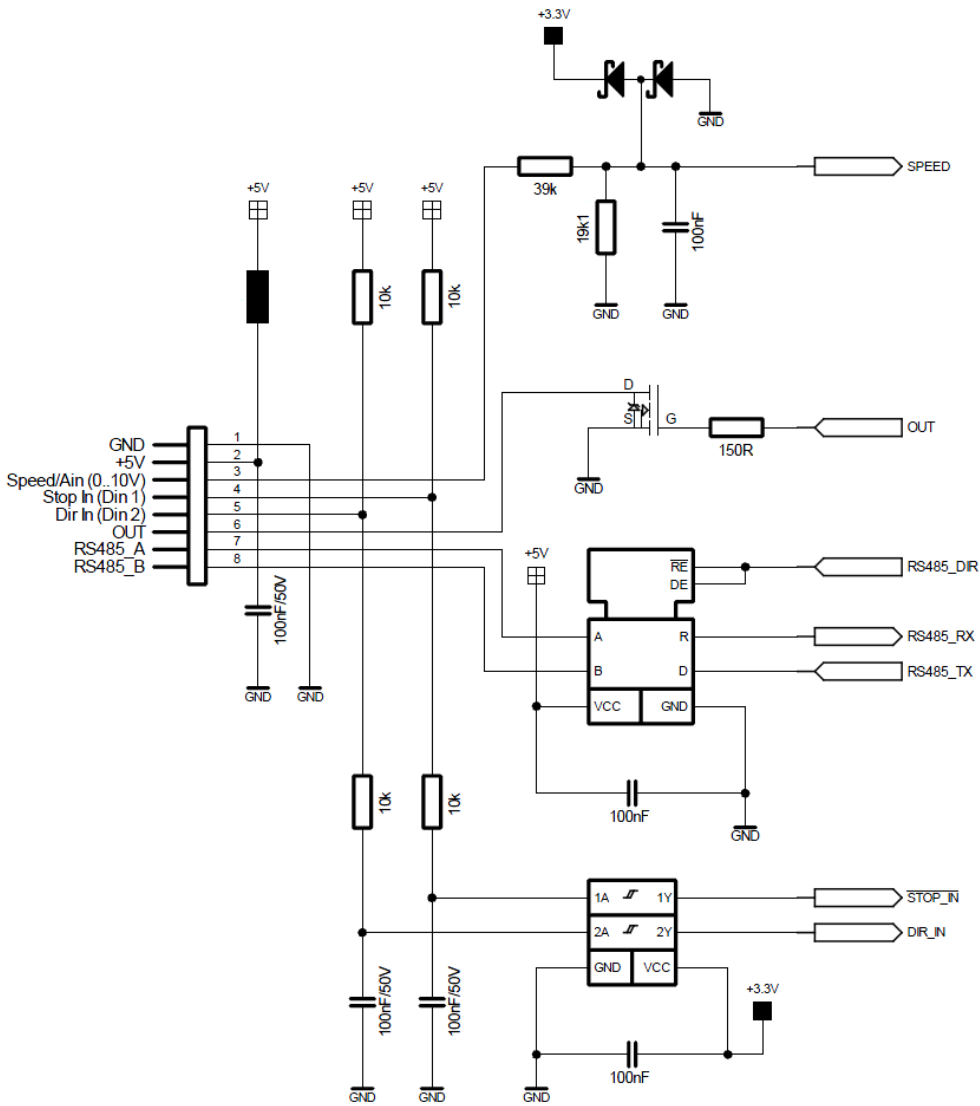 +3.3V
GND
SPEED
39k
19k1
100nF
GND
GND
+5V
+5V
+5V
10k
10k
D
S
G
150R
OUT
GND
GND
1
+5V
2
Speed/Ain (0..10V)
3
Stop In (Din 1)
4
Dir In (Din 2)
5
OUT
6
RS485_A
7
RS485_B
8
100nF/50V
GND
GND
+5V
RE
DE
RS485_DIR
A
R
RS485_RX
B
D
RS485_TX
VCC
GND
100nF
GND
10k
10k
1A
1Y
STOP_IN
2A
2Y
DIR_IN
GND
VCC
+3.3V
100nF/50V
100nF/50V
100nF
GND
GND
GND